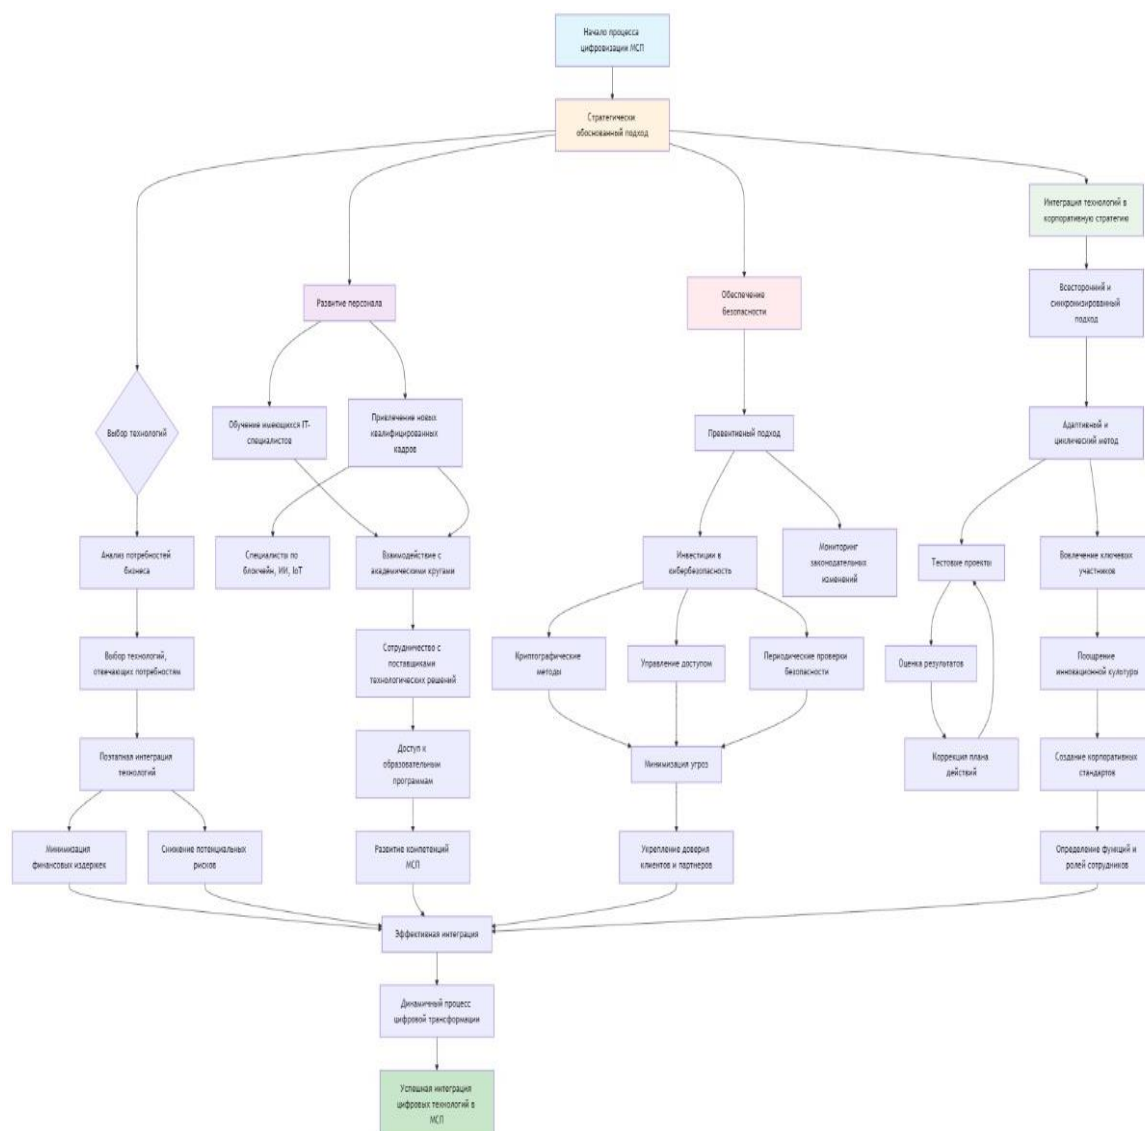 Начало процесса
цифровизации МСП
Стратегически
обоснованный подход
Интеграция технологий в
корпоративную стратегию
Развитие персонала
Обеспечение
безопасности
Всесторонний и
синхронизированный
подход
Выбор технологий
Обучение имеющихся IT-
специалистов
Привлечение новых
квалифицированных
кадров
Превентивный подход
Адаптивный и
циклический метод
Анализ потребностей
бизнеса
Специалисты по
блокчейн, ИИ, IoT
Взаимодействие с
академическими кругами
Инвестиции в
кибербезопасность
Мониторинг
законодательных
изменений
Тестовые проекты
Вовлечение ключевых
участников
Выбор технологий,
отвечающих потребностям
Сотрудничество с
поставщиками
технологических решений
Криптографические
методы
Управление доступом
Периодические проверки
безопасности
Оценка результатов
Поощрение
инновационной культуры
Поэтапная интеграция
технологий
Доступ к
образовательным
программам
Минимизация угроз
Коррекция плана
действий
Создание корпоративных
стандартов
Минимизация
финансовых издержек
Снижение потенциальных
рисков
Развитие компетенций
МСП
Укрепление доверия
клиентов и партнеров
Определение функций и
ролей сотрудников
Эффективная интеграция
Динамичный процесс
цифровой трансформации
Успешная интеграция
цифровых технологий в
МСП